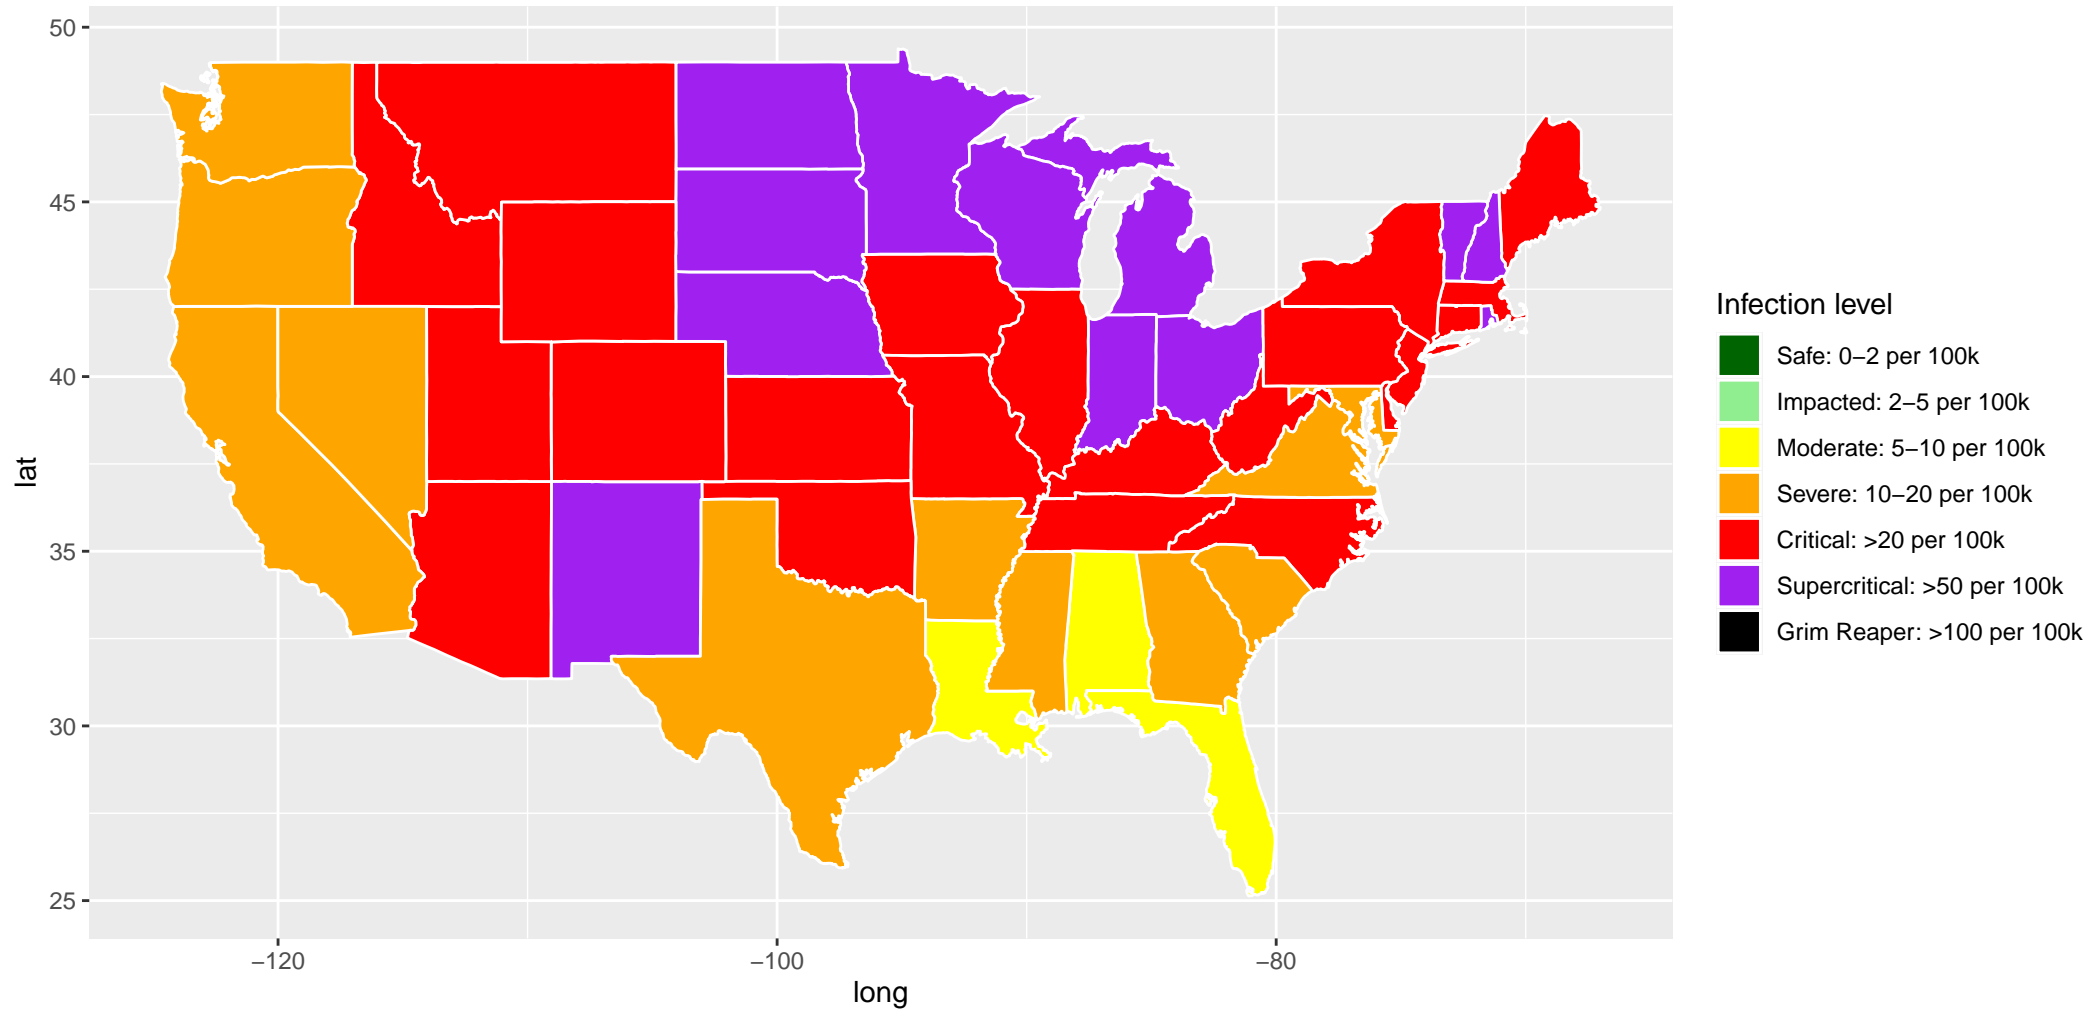 50
45
40
35
30
25
lat
−120
−100
−80
long
Infection level
Safe: 0−2 per 100k
Impacted: 2−5 per 100k
Moderate: 5−10 per 100k
Severe: 10−20 per 100k
Critical: >20 per 100k
Supercritical: >50 per 100k
Grim Reaper: >100 per 100k